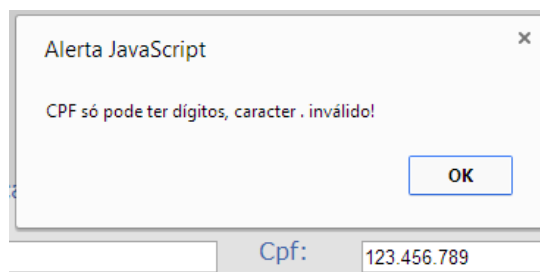 Alerta JavaScript
CPF só pode ter dígitos, caracter . inválido!
OK
Cpf: 123.456.789